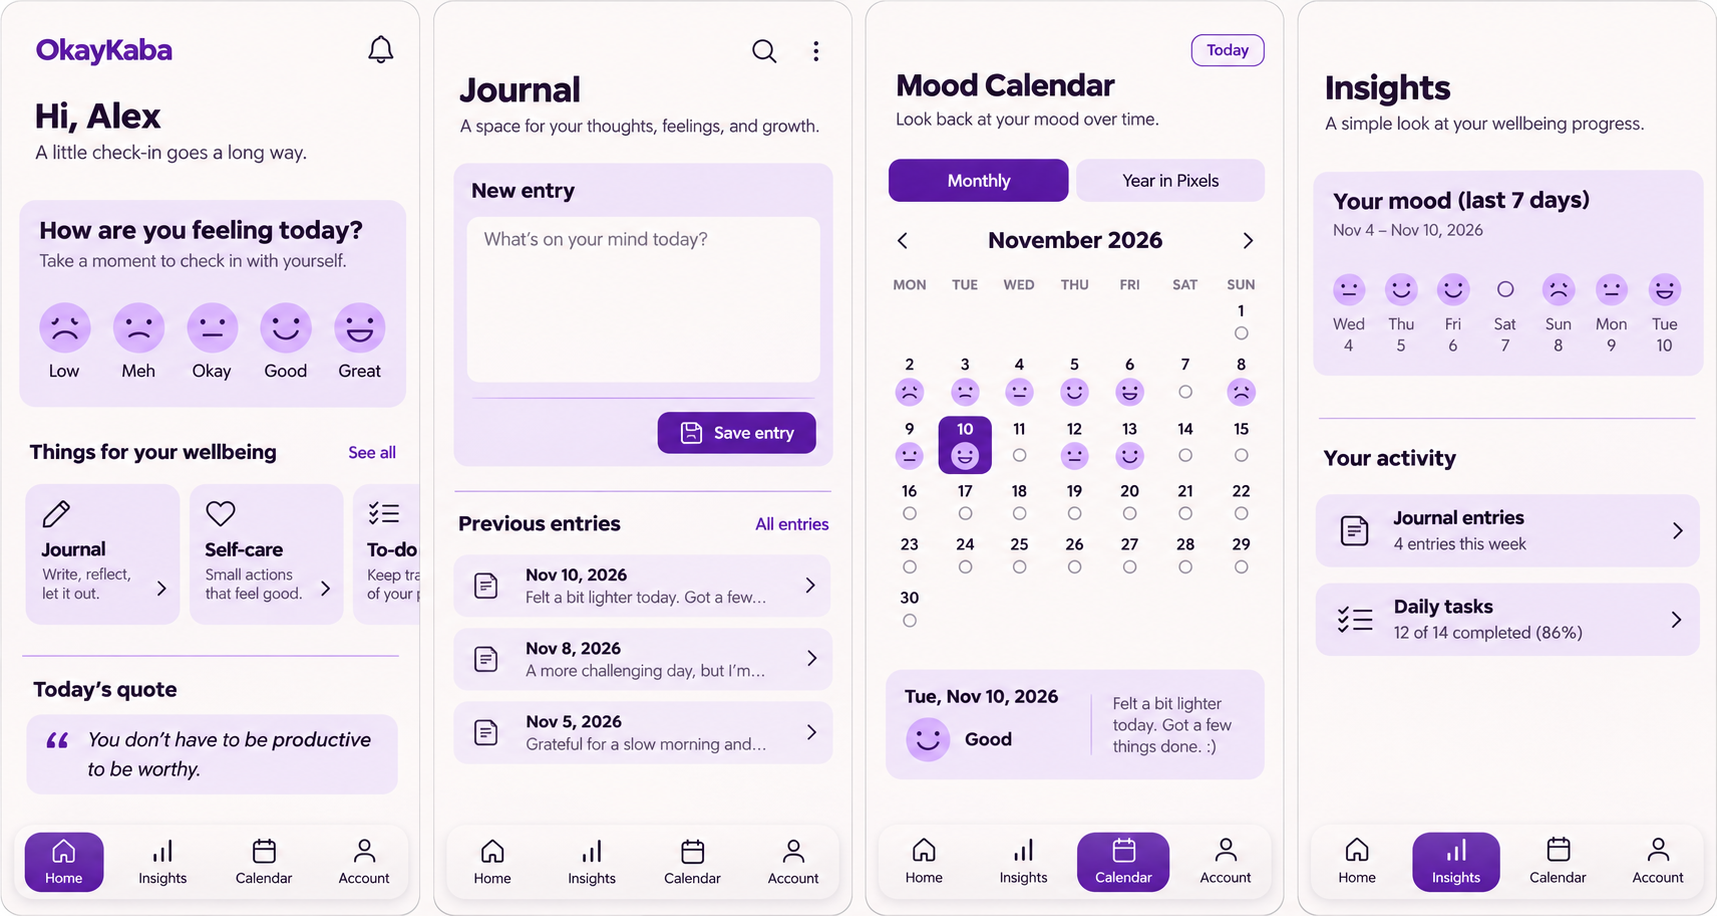 OkayKaba
Hi, Alex
A little check-in goes a long way.
How are you feeling today?
Take a moment to check in with yourself.
Low Meh Okay Good Great
Things for your wellbeing See all
Journal
Write, reflect,
let it out.
Self-care
Small actions
that feel good.
To-do
Keep tra
of your p
Today's quote
“ You don't have to be productive
to be worthy.
Home Insights Calendar Account
Journal
A space for your thoughts, feelings, and growth.
New entry
What's on your mind today?
Save entry
Previous entries All entries
Nov 10, 2026
Felt a bit lighter today. Got a few...
Nov 8, 2026
A more challenging day, but I'm...
Nov 5, 2026
Grateful for a slow morning and...
Home Insights Calendar Account
Today
Mood Calendar
Look back at your mood over time.
Monthly Year in Pixels
November 2026
MON TUE WED THU FRI SAT SUN
1
2 3 4 5 6 7 8
9 10 11 12 13 14 15
16 17 18 19 20 21 22
23 24 25 26 27 28 29
30
Tue, Nov 10, 2026
Good
Felt a bit lighter
today. Got a few
things done. :)
Home Insights Calendar Account
Insights
A simple look at your wellbeing progress.
Your mood (last 7 days)
Nov 4 – Nov 10, 2026
Wed Thu Fri Sat Sun Mon Tue
4 5 6 7 8 9 10
Your activity
Journal entries
4 entries this week
Daily tasks
12 of 14 completed (86%)
Home Insights Calendar Account